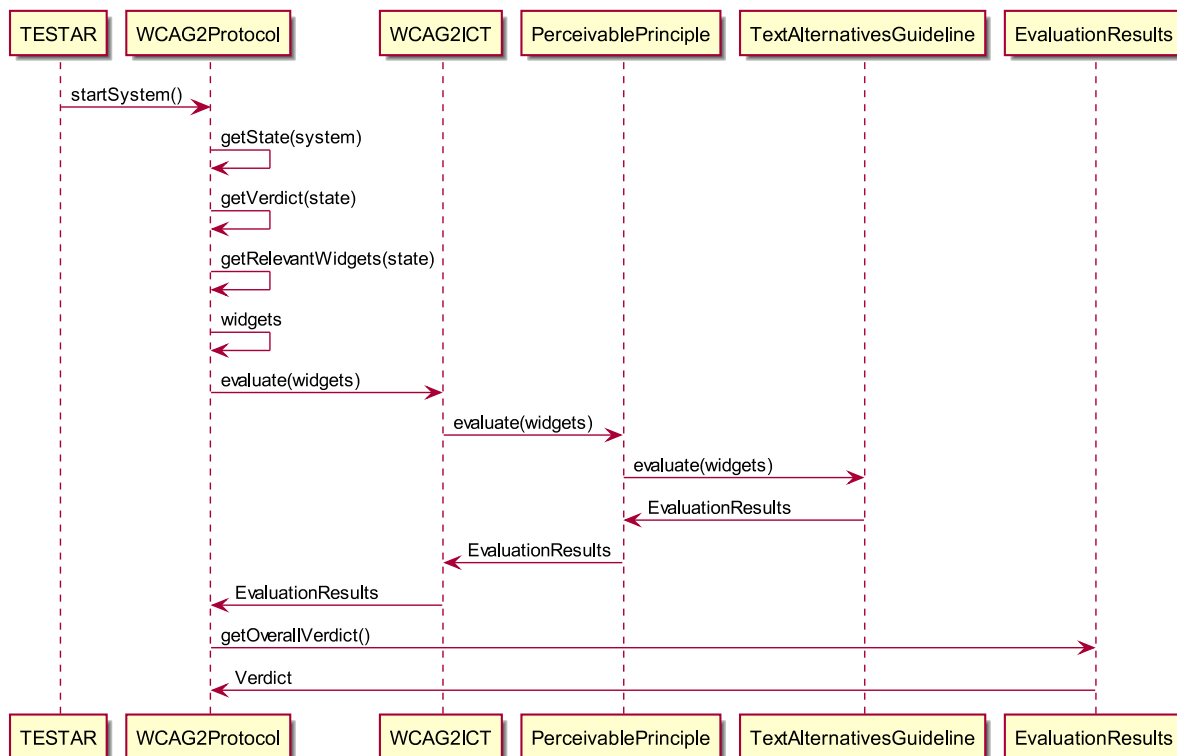 TESTAR WCAG2Protocol WCAG2ICT PerceivablePrinciple TextAlternativesGuideline EvaluationResults
startSystem()
getState(system)
getVerdict(state)
getRelevantWidgets(state)
widgets
evaluate(widgets)
evaluate(widgets)
evaluate(widgets)
EvaluationResults
EvaluationResults
EvaluationResults
getOverallVerdict()
Verdict
TESTAR WCAG2Protocol WCAG2ICT PerceivablePrinciple TextAlternativesGuideline EvaluationResults